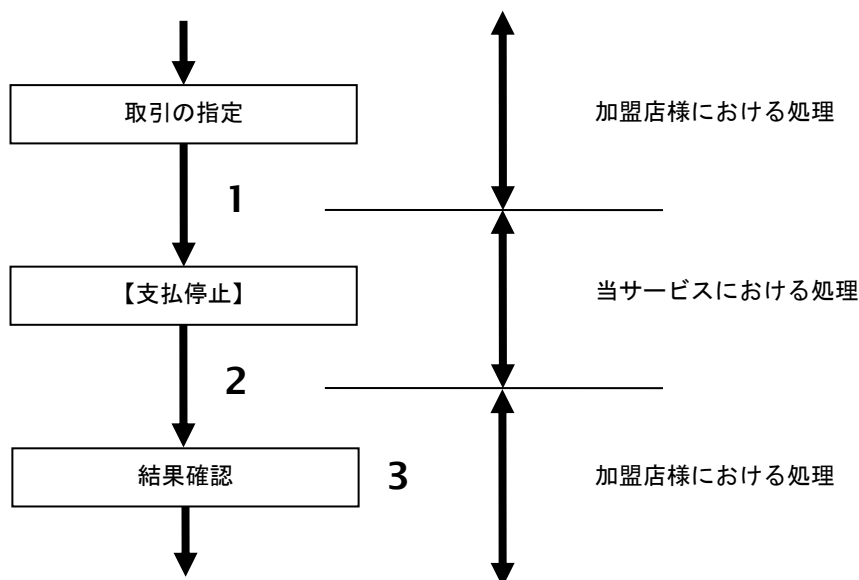 取引の指定
加盟店様における処理
1
【支払停止】
当サービスにおける処理
2
結果確認
3
加盟店様における処理